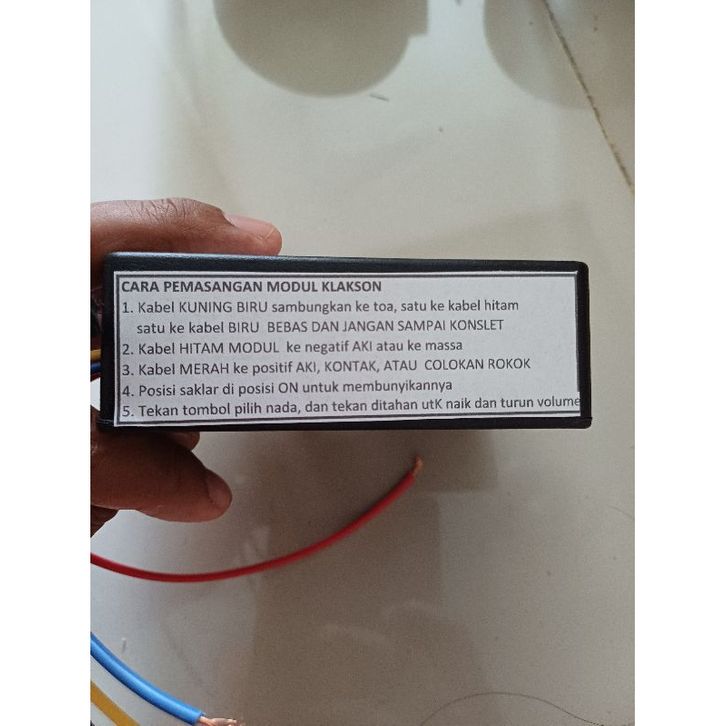 CARA PEMASANGAN MODUL KLAKSON
1. Kabel KUNING BIRU sambungkan ke toa, satu ke kabel hitam
satu ke kabel BIRU BEBAS DAN JANGAN SAMPAI KONSLET
2. Kabel HITAM MODUL ke negatif AKI atau ke massa
3. Kabel MERAH ke positif AKI, KONTAK, ATAU COLOKAN ROKOK
4. Posisi saklar di posisi ON untuk membunyikannya
5. Tekan tombol pilih nada, dan tekan ditahan utK naik dan turun volume